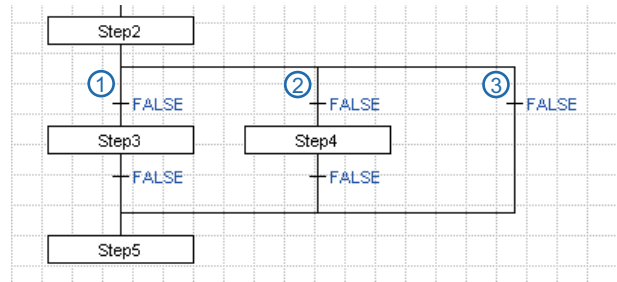 Step2
① ② ③
FALSE FALSE FALSE
Step3 Step4
FALSE FALSE
Step5